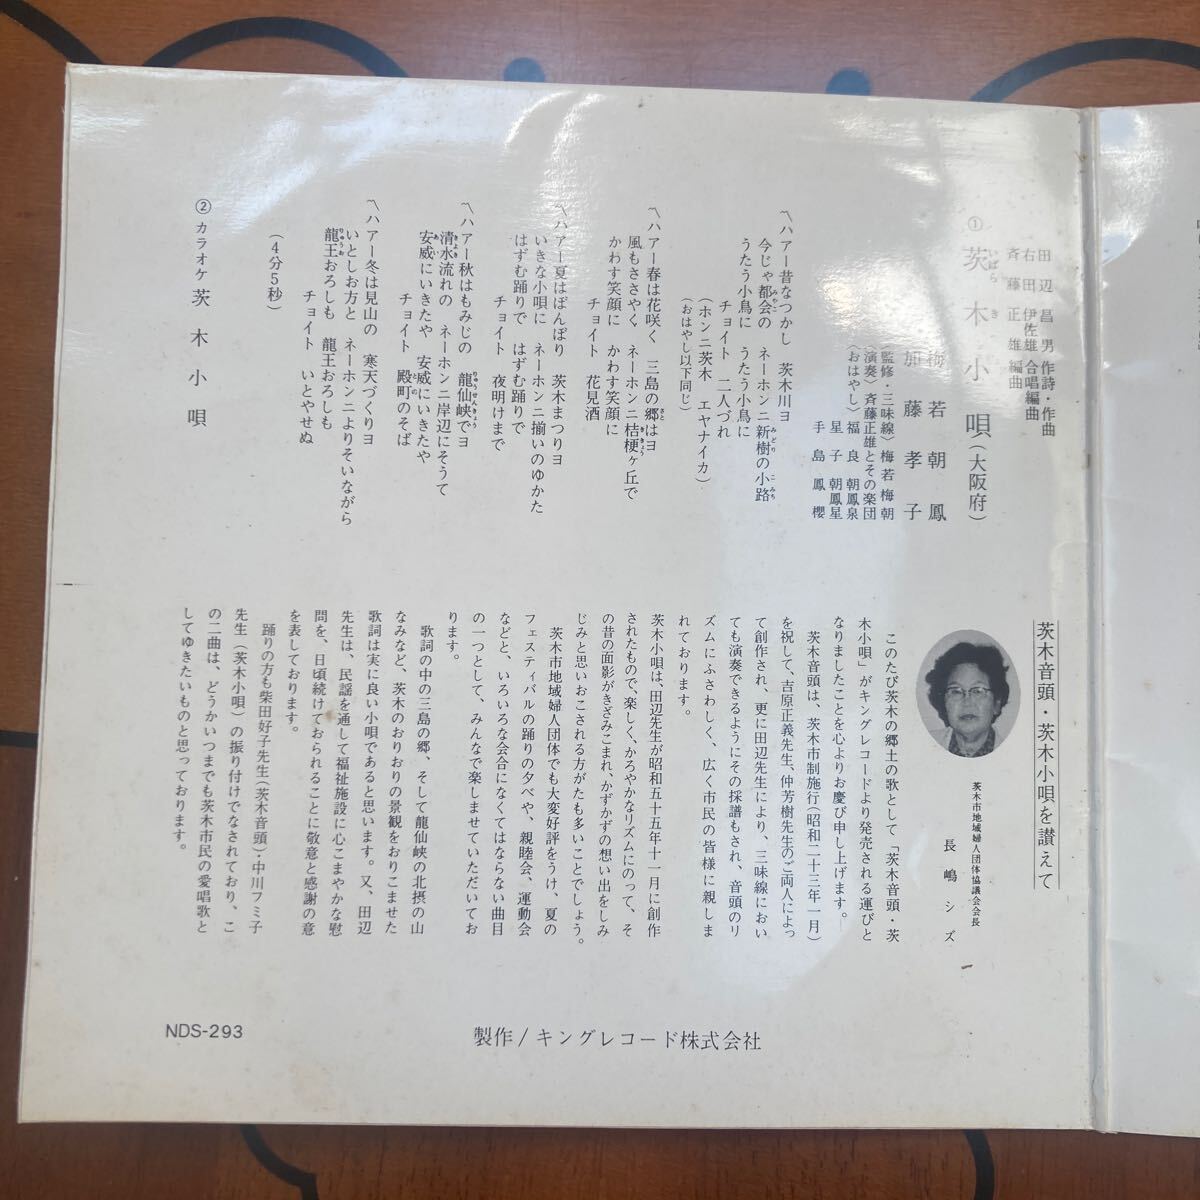 ① 茨木小唄(大阪府)
いばらき
田辺昌男 作詩・作曲
右田伊佐雄 合唱編曲
斉藤正雄 編曲
梅若朝鳳
加藤孝子
(監修・三味線)梅若梅朝
(演奏)斉藤正雄とその楽団
(おはやし)福良朝鳳泉
星子朝鳳星
手島鳳櫻
〽ハアー昔なつかし 茨木川ヨ
今じゃ都会の ネーホンニ新樹の小路
うたう小鳥に うたう小鳥に
チョイト 二人づれ
(ホンニ茨木 エヤナイカ)
(おはやし以下同じ)
〽ハアー春は花咲く 三島の郷はヨ
風もささやく ネーホンニ桔梗ヶ丘で
かわす笑顔に かわす笑顔に
チョイト 花見酒
〽ハアー夏はぼんぼり 茨木まつりヨ
いきな小唄に ネーホンニ揃いのゆかた
はずむ踊りで はずむ踊りで
チョイト 夜明けまで
〽ハアー秋はもみじの 龍仙峡でヨ
清水流れの ネーホンニ岸辺にそうて
安威にいきたや 安威にいきたや
チョイト 殿町のそば
〽ハアー冬は見山の 寒天づくりヨ
いとしお方と ネーホンニよりそいながら
龍王おろしも 龍王おろしも
チョイト いとやせぬ
(4分5秒)
② カラオケ 茨木小唄
茨木音頭・茨木小唄を讃えて
茨木市地域婦人団体協議会会長
長嶋シズ
このたび茨木の郷土の歌として「茨木音頭・茨
木小唄」がキングレコードより発売される運びと
なりましたことを心よりお慶び申し上げます。
茨木音頭は、茨木市制施行(昭和二十三年一月)
を祝して、吉原正義先生、仲芳樹先生のご両人によっ
て創作され、更に田辺先生により、三味線におい
ても演奏できるようにその採譜もされ、音頭のリ
ズムにふさわしく、広く市民の皆様に親しま
れております。
茨木小唄は、田辺先生が昭和五十五年十一月に創作
されたもので、楽しく、かろやかなリズムにのって、そ
の昔の面影がきざみこまれ、かずかずの想い出をしみ
じみと思いおこされる方がたも多いことでしょう。
茨木市地域婦人団体でも大変好評をうけ、夏の
フェスティバルの踊りの夕べや、親睦会、運動会
などと、いろいろな会合になくてはならない曲目
の一つとして、みんなで楽しませていただいてお
ります。
歌詞の中の三島の郷、そして龍仙峡の北摂の山
なみなど、茨木のおりおりの景観をおりこませた
歌詞は実に良い小唄であると思います。又、田辺
先生は、民謡を通して福祉施設に心こまやかな慰
問を、日頃続けておられることに敬意と感謝の意
を表しております。
踊りの方も柴田好子先生(茨木音頭)・中川フミ子
先生(茨木小唄)の振り付けでなされており、こ
の二曲は、どうかいつまでも茨木市民の愛唱歌と
してゆきたいものと思っております。
NDS-293
製作/キングレコード株式会社